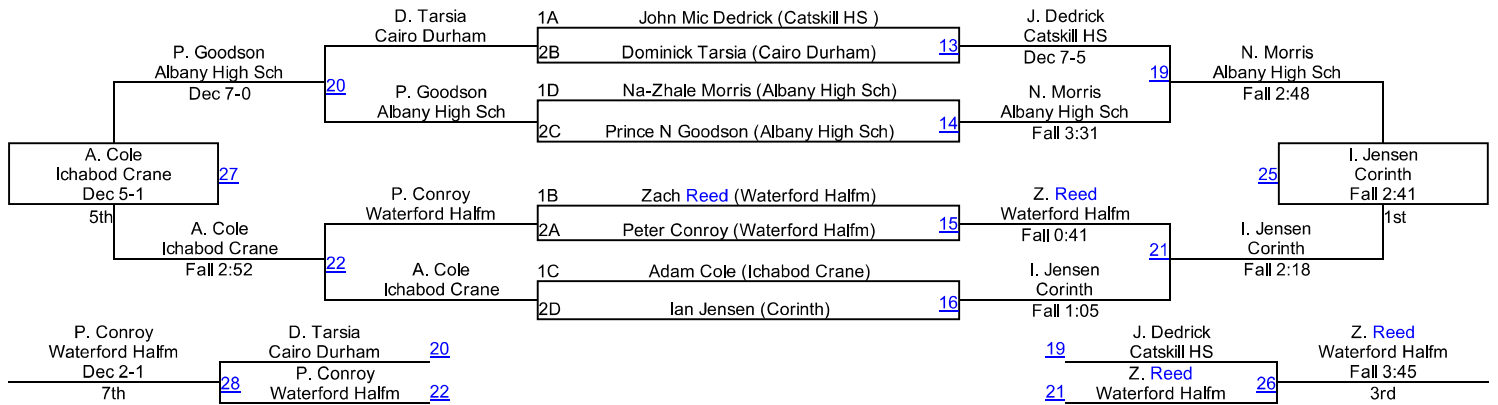 D. Tarsia
Cairo Durham
1A John Mic Dedrick (Catskill HS )
J. Dedrick
Catskill HS
P. Goodson
Albany High Sch
2B Dominick Tarsia (Cairo Durham) 13
Dec 7-5
N. Morris
Albany High Sch
Dec 7-0
20
19
Fall 2:48
P. Goodson
Albany High Sch
1D Na-Zhale Morris (Albany High Sch)
N. Morris
Albany High Sch
2C Prince N Goodson (Albany High Sch) 14
Fall 3:31
A. Cole
Ichabod Crane
Dec 5-1
27
5th
25
I. Jensen
Corinth
Fall 2:41
1st
P. Conroy
Waterford Halfm
1B Zach Reed (Waterford Halfm)
Z. Reed
Waterford Halfm
2A Peter Conroy (Waterford Halfm) 15
Fall 0:41
A. Cole
Ichabod Crane
Fall 2:52
22
21
I. Jensen
Corinth
Fall 2:18
A. Cole
Ichabod Crane
1C Adam Cole (Ichabod Crane)
I. Jensen
Corinth
2D Ian Jensen (Corinth) 16
Fall 1:05
P. Conroy
Waterford Halfm
Dec 2-1
7th
D. Tarsia
Cairo Durham
20
28
P. Conroy
Waterford Halfm
22
19
J. Dedrick
Catskill HS
21
Z. Reed
Waterford Halfm
26
Z. Reed
Waterford Halfm
Fall 3:45
3rd